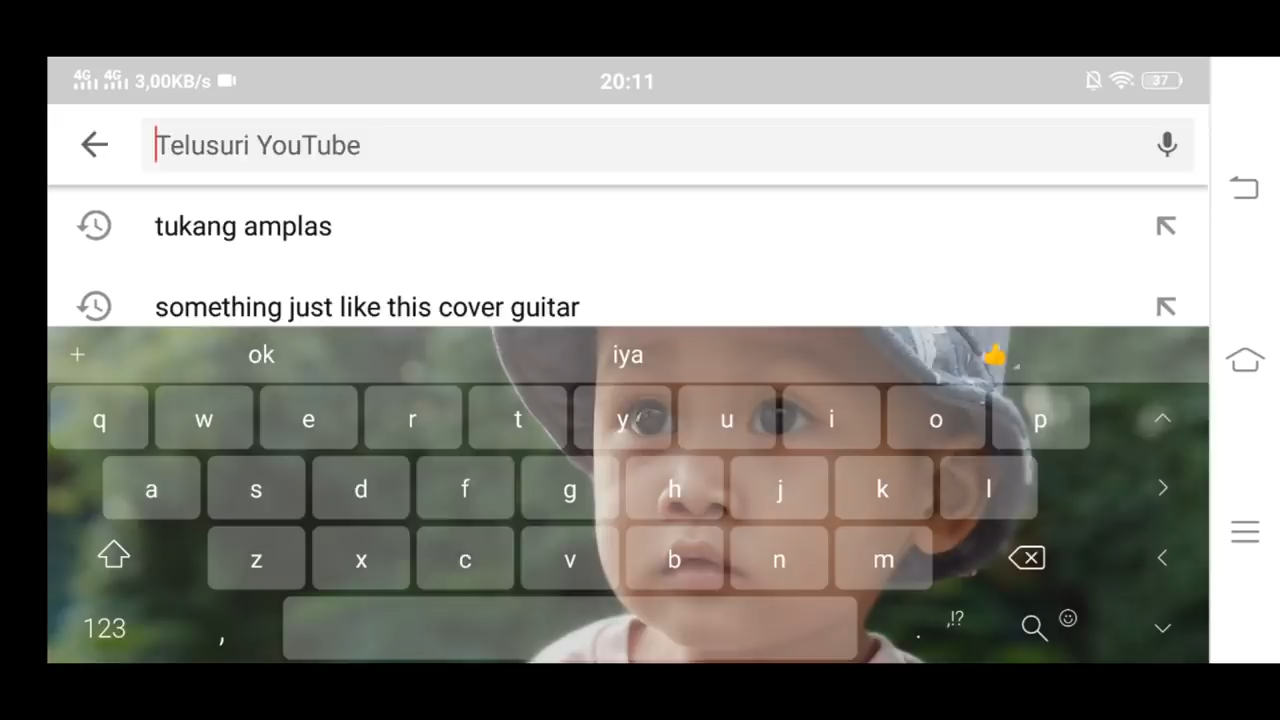 4G 4G 3,00KB/s 20:11 37
Telusuri YouTube
tukang amplas
something just like this cover guitar
+ ok iya 👍
q w e r t y u i o p
a s d f g h j k l
z x c v b n m
123 , . ,!?